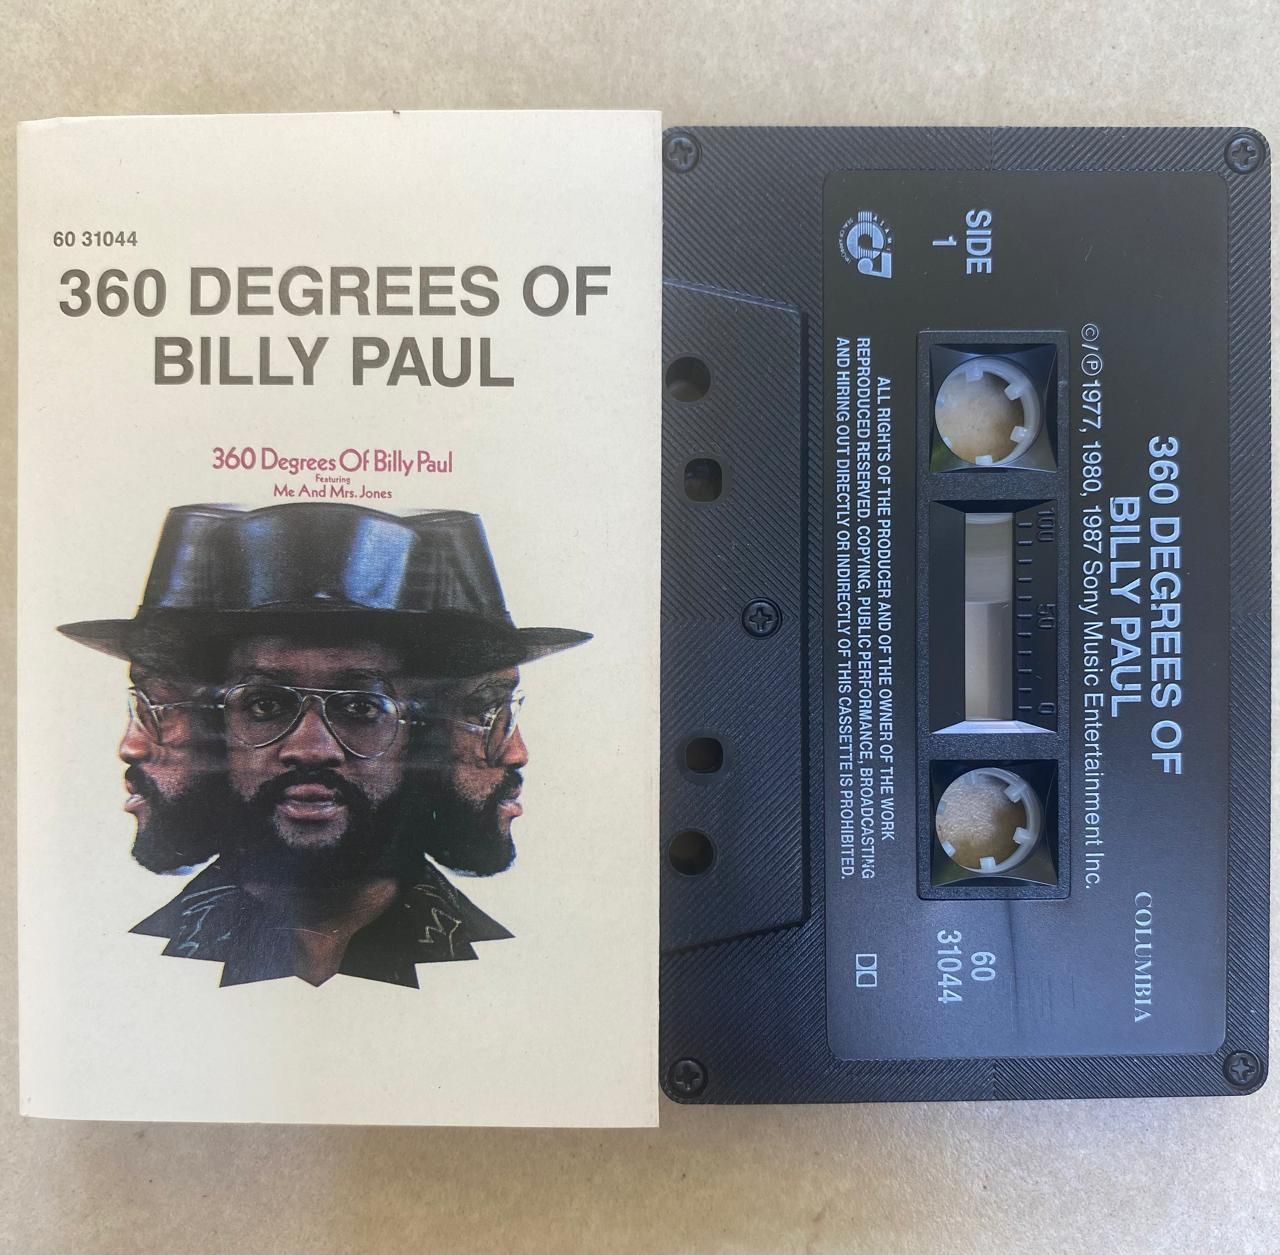 60 31044
360 DEGREES OF
BILLY PAUL
360 Degrees Of Billy Paul
Featuring
Me And Mrs. Jones
360 DEGREES OF
BILLY PAUL
COLUMBIA
©/℗ 1977, 1980, 1987 Sony Music Entertainment Inc.
SIDE
1
100
50
0
60
31044
ALL RIGHTS OF THE PRODUCER AND OF THE OWNER OF THE WORK
REPRODUCED RESERVED. COPYING, PUBLIC PERFORMANCE, BROADCASTING
AND HIRING OUT DIRECTLY OR INDIRECTLY OF THIS CASSETTE IS PROHIBITED.